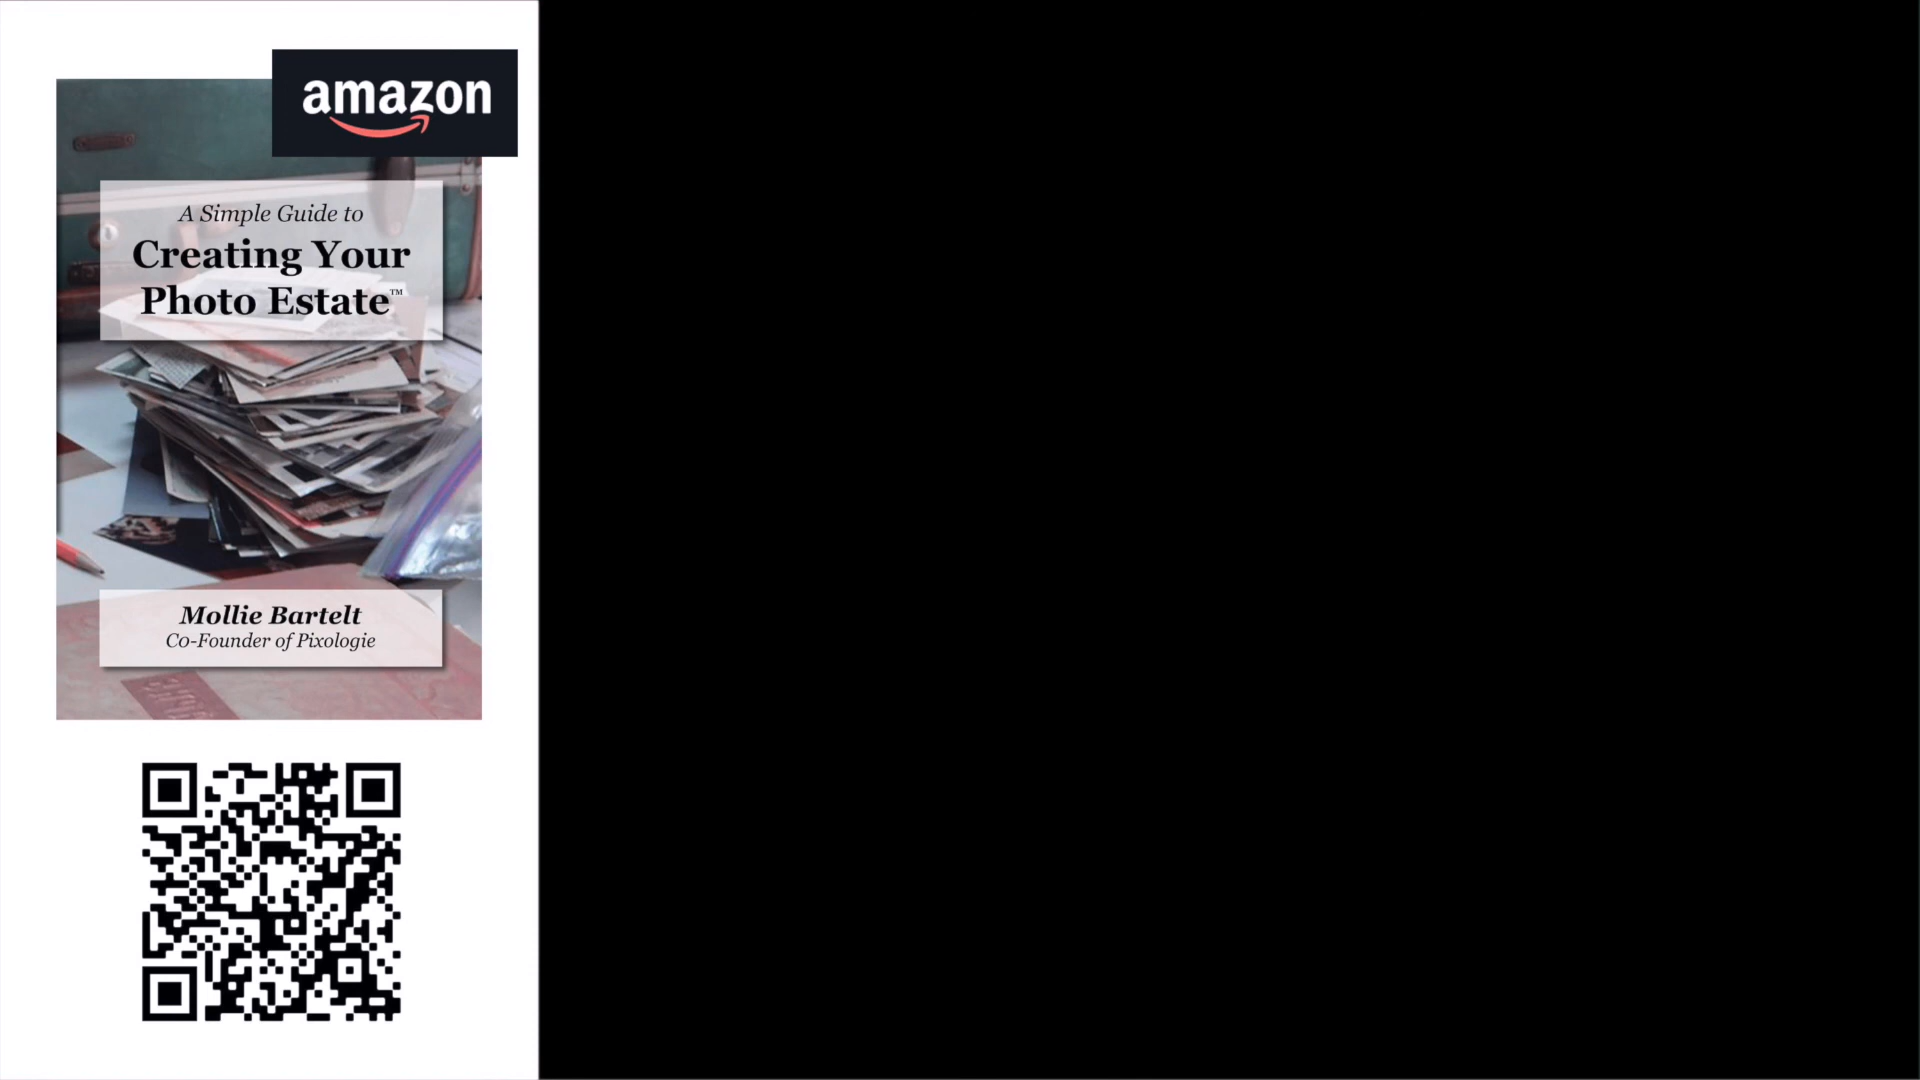 amazon
A Simple Guide to
Creating Your
Photo Estate™
Mollie Bartelt
Co-Founder of Pixologie